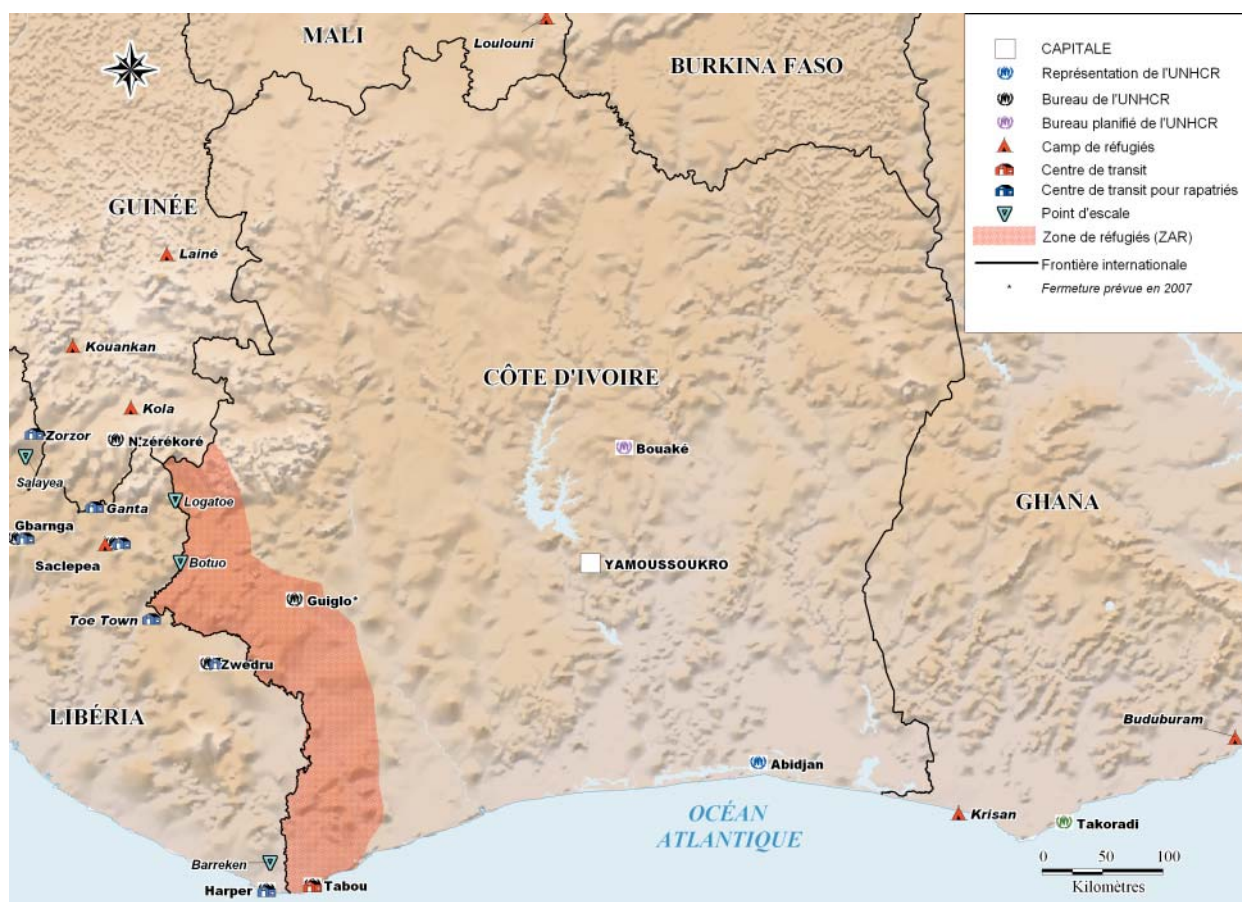 MALI
Loulouni
BURKINA FASO
CAPITALE
Représentation de l'UNHCR
Bureau de l'UNHCR
Bureau planifié de l'UNHCR
Camp de réfugiés
Centre de transit
Centre de transit pour rapatriés
Point d'escale
Zone de réfugiés (ZAR)
Frontière internationale
* Fermeture prévue en 2007
GUINÉE
Lainé
Kouankan
CÔTE D'IVOIRE
Kola
Zorzor
N'zérékoré
Bouaké
Salayea
Logatoe
GHANA
Ganta
Gbarnga
Saclepea
Botuo
YAMOUSSOUKRO
Guiglo*
Toe Town
Zwedru
LIBÉRIA
Buduburam
Abidjan
OCÉAN
ATLANTIQUE
Krisan
Takoradi
Barreken
Harper
Tabou
0 50 100
Kilomètres